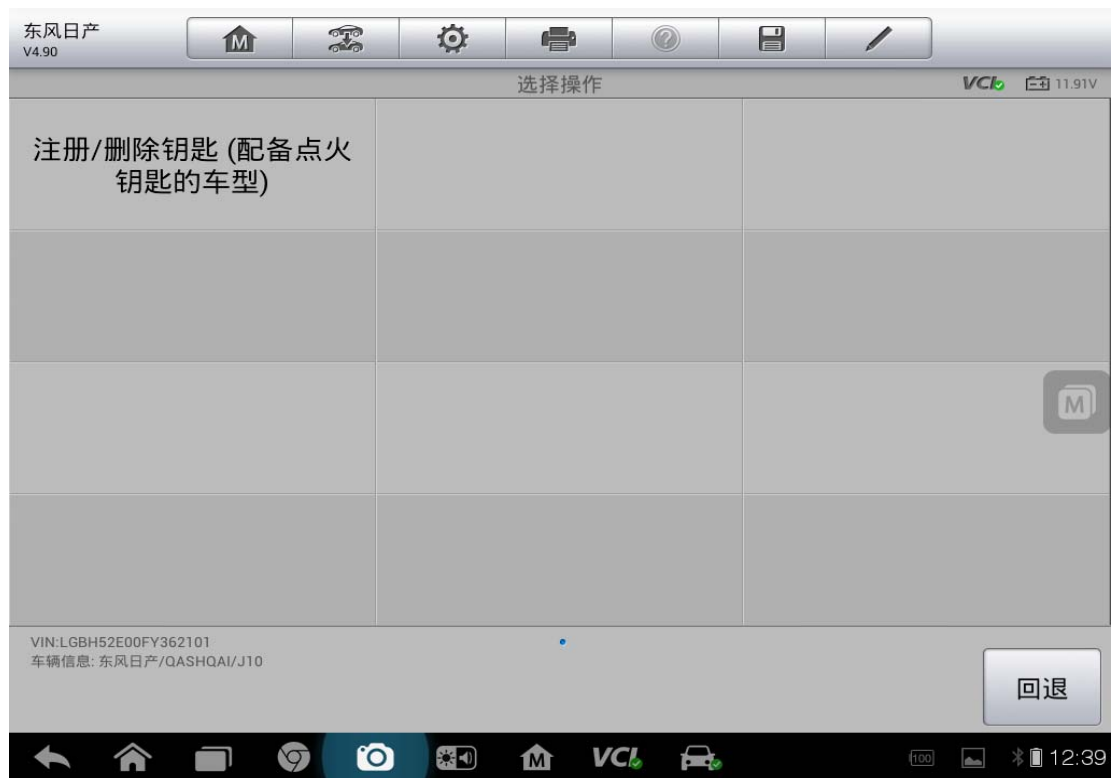 东风日产
V4.90
M
选择操作
VCI
11.91V
注册/删除钥匙 (配备点火
钥匙的车型)
M
VIN:LGBH52E00FY362101
车辆信息: 东风日产/QASHQAI/J10
回退
M
VCI
100
12:39